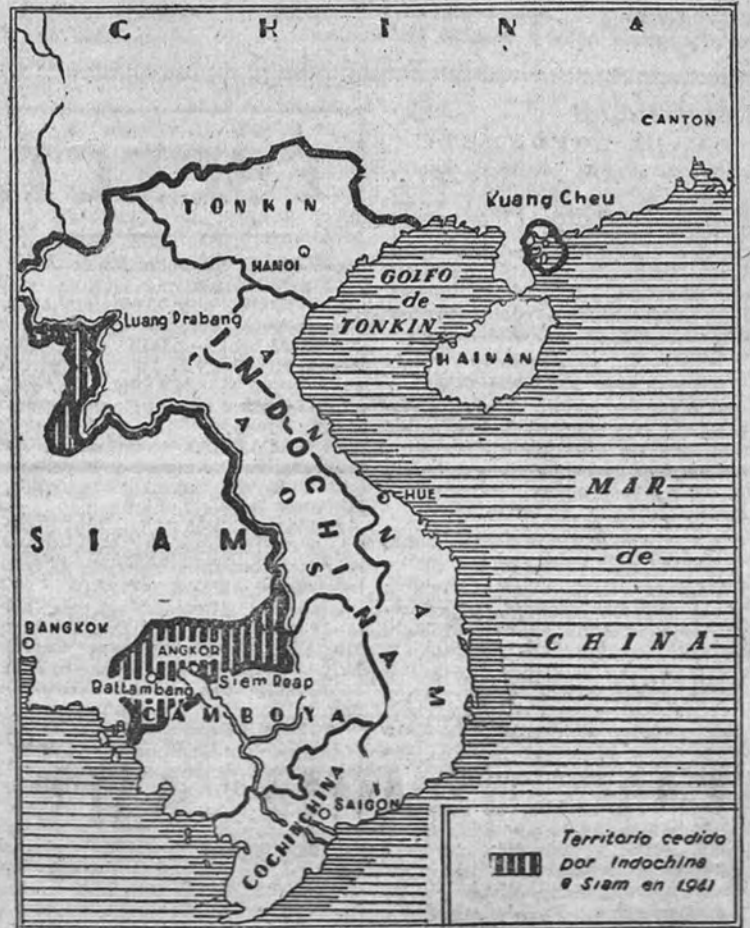 CHINA
CANTON
Kuang Cheu
TONKIN
HANOI
GOLFO
de
TONKIN
HAINAN
Luang Prabang
INDOCHINA
LAOS
ANNAM
HUE
MAR
de
CHINA
SIAM
BANGKOK
ANGKOR
Battambang
Siem Reap
CAMBOYA
SAIGON
COCHINCHINA
Territorio cedido
por Indochina
a Siam en 1941